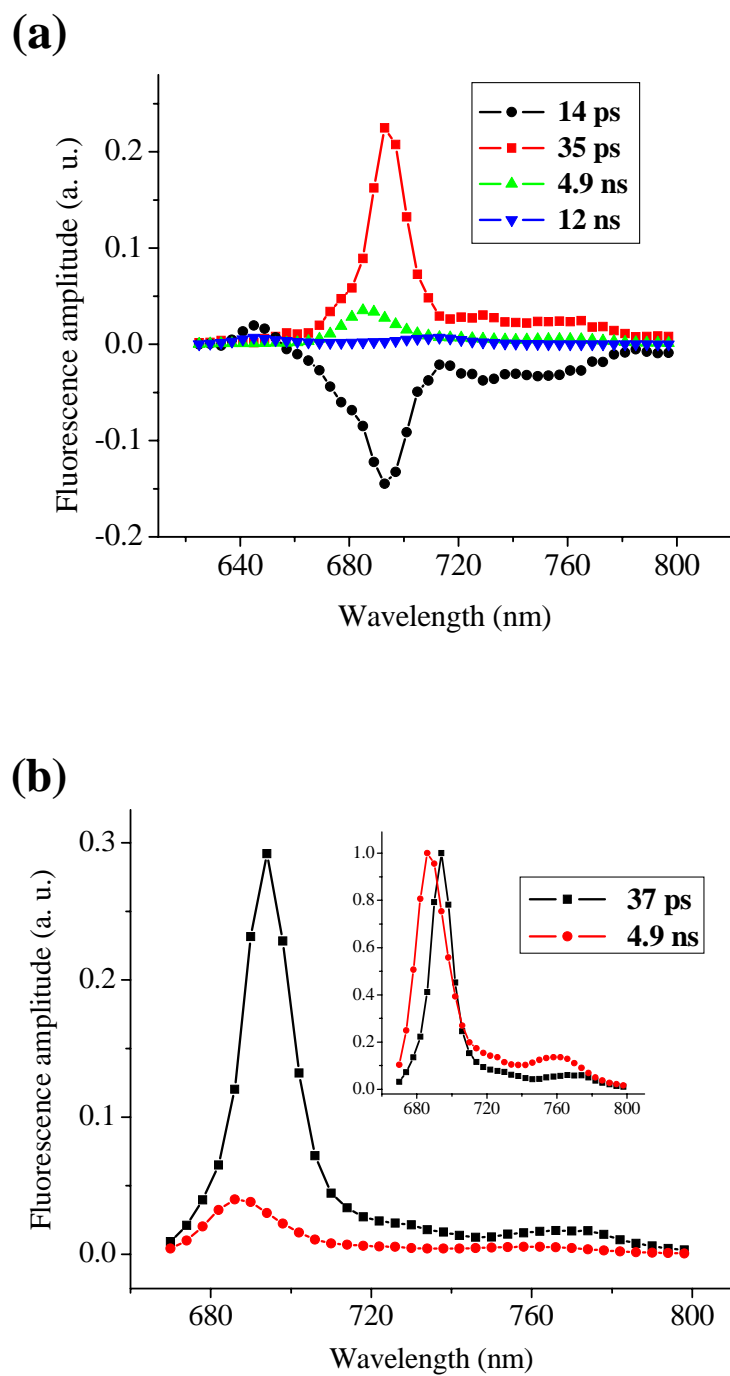 (a)
Fluorescence amplitude (a. u.)
0.2
0.1
0.0
-0.1
-0.2
14 ps
35 ps
4.9 ns
12 ns
640 680 720 760 800
Wavelength (nm)
(b)
Fluorescence amplitude (a. u.)
0.3
0.2
0.1
0.0
1.0
0.8
0.6
0.4
0.2
0.0
680 720 760 800
37 ps
4.9 ns
680 720 760 800
Wavelength (nm)